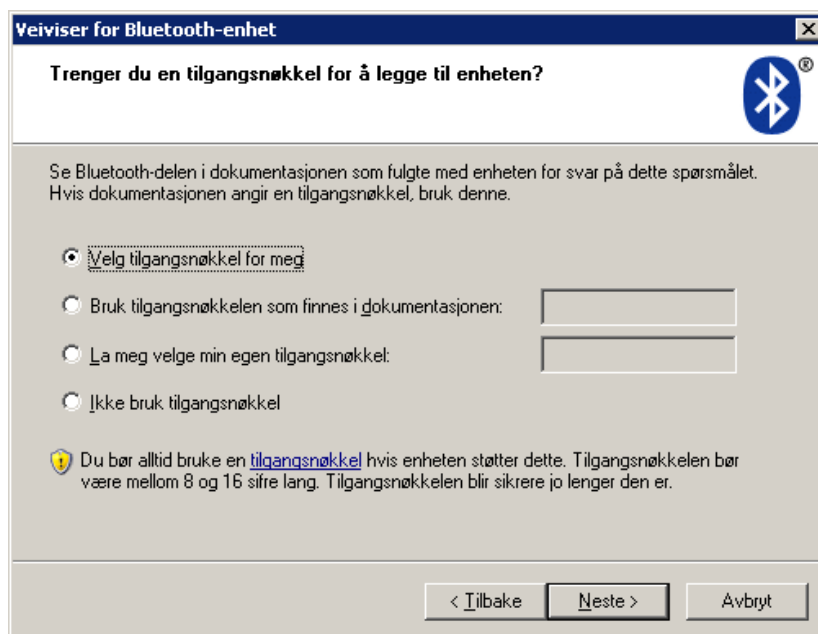 Veiviser for Bluetooth-enhet
Trenger du en tilgangsnøkkel for å legge til enheten?
®
Se Bluetooth-delen i dokumentasjonen som fulgte med enheten for svar på dette spørsmålet.
Hvis dokumentasjonen angir en tilgangsnøkkel, bruk denne.
Velg tilgangsnøkkel for meg
Bruk tilgangsnøkkelen som finnes i dokumentasjonen:
La meg velge min egen tilgangsnøkkel:
Ikke bruk tilgangsnøkkel
Du bør alltid bruke en tilgangsnøkkel hvis enheten støtter dette. Tilgangsnøkkelen bør
være mellom 8 og 16 sifre lang. Tilgangsnøkkelen blir sikrere jo lenger den er.
< Tilbake Neste > Avbryt